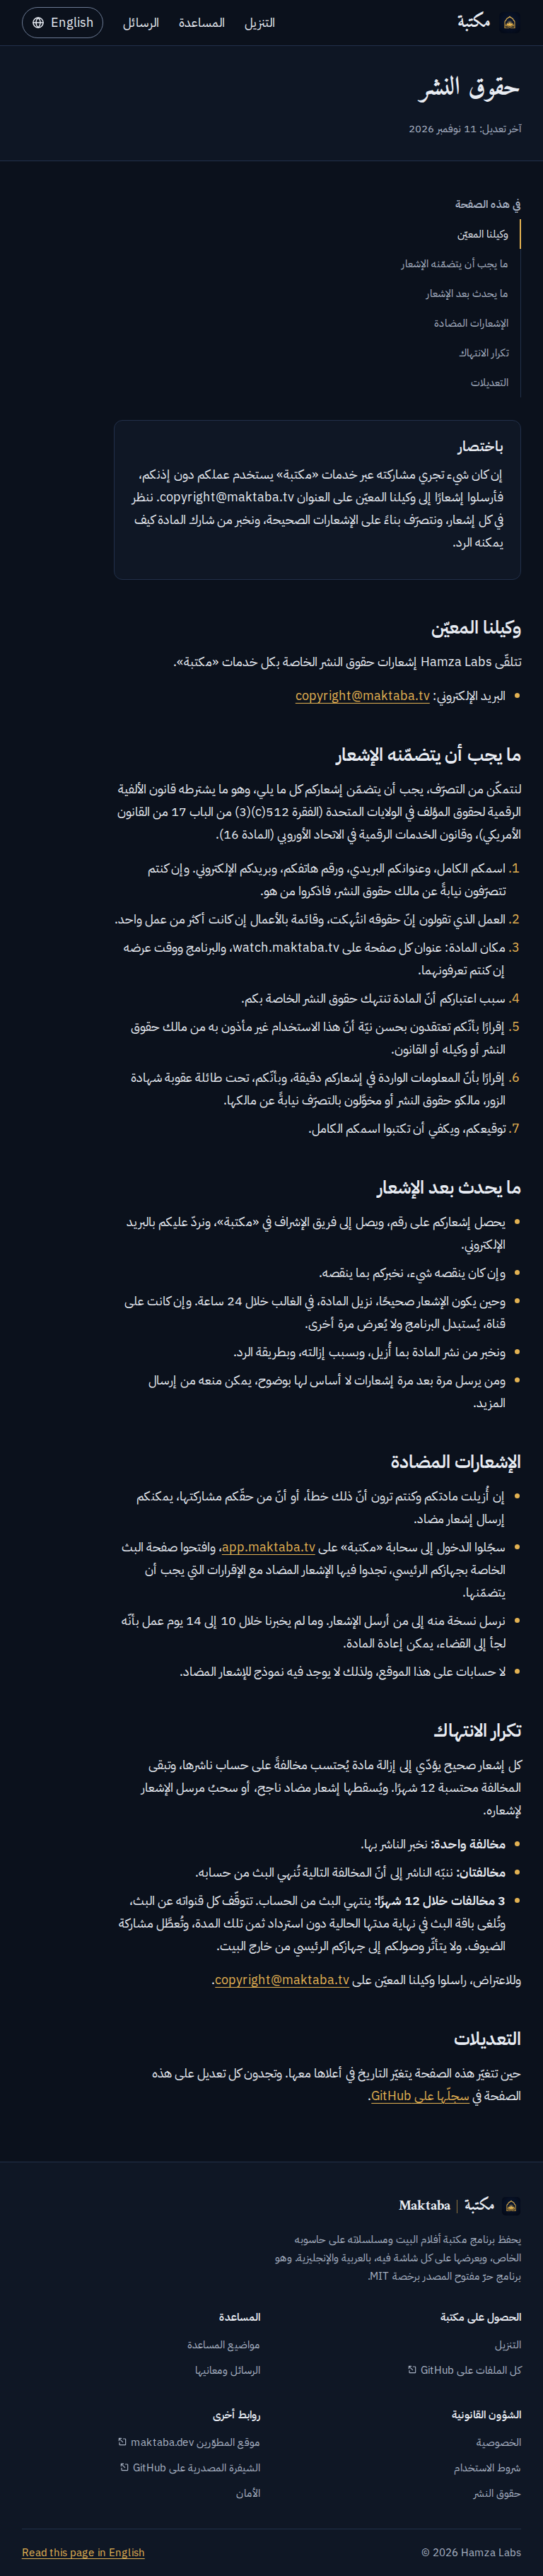 مكتبة
التنزيل
المساعدة
الرسائل
English
حقوق النشر
آخر تعديل: 11 نوفمبر 2026
في هذه الصفحة
وكيلنا المعيّن
ما يجب أن يتضمّنه الإشعار
ما يحدث بعد الإشعار
الإشعارات المضادة
تكرار الانتهاك
التعديلات
باختصار
إن كان شيء تجري مشاركته عبر خدمات «مكتبة» يستخدم عملكم دون إذنكم،
فأرسلوا إشعارًا إلى وكيلنا المعيّن على العنوان copyright@maktaba.tv. ننظر
في كل إشعار، ونتصرّف بناءً على الإشعارات الصحيحة، ونخبر من شارك المادة كيف
يمكنه الرد.
وكيلنا المعيّن
تتلقّى Hamza Labs إشعارات حقوق النشر الخاصة بكل خدمات «مكتبة».
• البريد الإلكتروني: copyright@maktaba.tv
ما يجب أن يتضمّنه الإشعار
لنتمكّن من التصرّف، يجب أن يتضمّن إشعاركم كل ما يلي، وهو ما يشترطه قانون الألفية
الرقمية لحقوق المؤلف في الولايات المتحدة (الفقرة 512(c)(3) من الباب 17 من القانون
الأمريكي)، وقانون الخدمات الرقمية في الاتحاد الأوروبي (المادة 16).
1. اسمكم الكامل، وعنوانكم البريدي، ورقم هاتفكم، وبريدكم الإلكتروني. وإن كنتم
تتصرّفون نيابةً عن مالك حقوق النشر، فاذكروا من هو.
2. العمل الذي تقولون إنّ حقوقه انتُهكت، وقائمة بالأعمال إن كانت أكثر من عمل واحد.
3. مكان المادة: عنوان كل صفحة على watch.maktaba.tv، والبرنامج ووقت عرضه
إن كنتم تعرفونهما.
4. سبب اعتباركم أنّ المادة تنتهك حقوق النشر الخاصة بكم.
5. إقرارًا بأنّكم تعتقدون بحسن نيّة أنّ هذا الاستخدام غير مأذون به من مالك حقوق
النشر أو وكيله أو القانون.
6. إقرارًا بأنّ المعلومات الواردة في إشعاركم دقيقة، وبأنّكم، تحت طائلة عقوبة شهادة
الزور، مالكو حقوق النشر أو مخوَّلون بالتصرّف نيابةً عن مالكها.
7. توقيعكم، ويكفي أن تكتبوا اسمكم الكامل.
ما يحدث بعد الإشعار
• يحصل إشعاركم على رقم، ويصل إلى فريق الإشراف في «مكتبة»، ونردّ عليكم بالبريد
الإلكتروني.
• وإن كان ينقصه شيء، نخبركم بما ينقصه.
• وحين يكون الإشعار صحيحًا، نزيل المادة، في الغالب خلال 24 ساعة. وإن كانت على
قناة، يُستبدل البرنامج ولا يُعرض مرة أخرى.
• ونخبر من نشر المادة بما أُزيل، وبسبب إزالته، وبطريقة الرد.
• ومن يرسل مرة بعد مرة إشعارات لا أساس لها بوضوح، يمكن منعه من إرسال
المزيد.
الإشعارات المضادة
• إن أُزيلت مادتكم وكنتم ترون أنّ ذلك خطأ، أو أنّ من حقّكم مشاركتها، يمكنكم
إرسال إشعار مضاد.
• سجّلوا الدخول إلى سحابة «مكتبة» على app.maktaba.tv، وافتحوا صفحة البث
الخاصة بجهازكم الرئيسي، تجدوا فيها الإشعار المضاد مع الإقرارات التي يجب أن
يتضمّنها.
• نرسل نسخة منه إلى من أرسل الإشعار. وما لم يخبرنا خلال 10 إلى 14 يوم عمل بأنّه
لجأ إلى القضاء، يمكن إعادة المادة.
• لا حسابات على هذا الموقع، ولذلك لا يوجد فيه نموذج للإشعار المضاد.
تكرار الانتهاك
كل إشعار صحيح يؤدّي إلى إزالة مادة يُحتسب مخالفةً على حساب ناشرها، وتبقى
المخالفة محتسبة 12 شهرًا. ويُسقطها إشعار مضاد ناجح، أو سحبُ مرسل الإشعار
لإشعاره.
• مخالفة واحدة: نخبر الناشر بها.
• مخالفتان: ننبّه الناشر إلى أنّ المخالفة التالية تُنهي البث من حسابه.
• 3 مخالفات خلال 12 شهرًا: ينتهي البث من الحساب. تتوقّف كل قنواته عن البث،
وتُلغى باقة البث في نهاية مدتها الحالية دون استرداد ثمن تلك المدة، وتُعطَّل مشاركة
الضيوف. ولا يتأثّر وصولكم إلى جهازكم الرئيسي من خارج البيت.
وللاعتراض، راسلوا وكيلنا المعيّن على copyright@maktaba.tv.
التعديلات
حين تتغيّر هذه الصفحة يتغيّر التاريخ في أعلاها معها. وتجدون كل تعديل على هذه
الصفحة في سجلّها على GitHub.
مكتبة | Maktaba
يحفظ برنامج مكتبة أفلام البيت ومسلسلاته على حاسوبه
الخاص، ويعرضها على كل شاشة فيه، بالعربية والإنجليزية. وهو
برنامج حرّ مفتوح المصدر برخصة MIT.
الحصول على مكتبة
التنزيل
كل الملفات على GitHub
المساعدة
مواضيع المساعدة
الرسائل ومعانيها
الشؤون القانونية
الخصوصية
شروط الاستخدام
حقوق النشر
روابط أخرى
موقع المطوّرين maktaba.dev
الشيفرة المصدرية على GitHub
الأمان
© 2026 Hamza Labs
Read this page in English